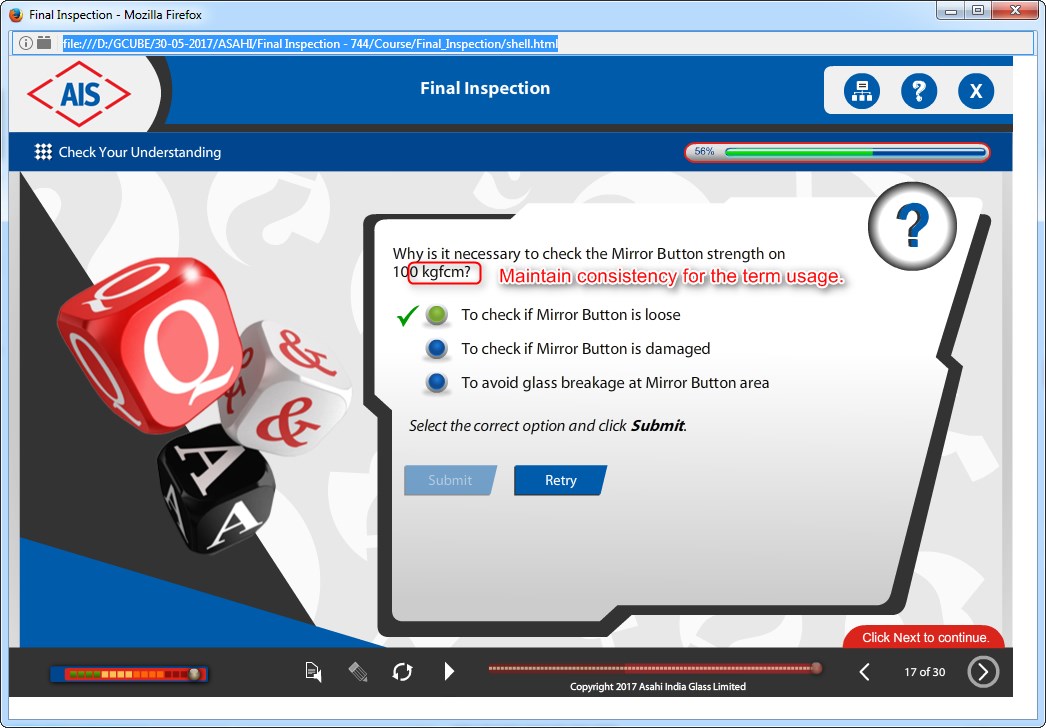 Final Inspection - Mozilla Firefox
file:///D:/GCUBE/30-05-2017/ASAHI/Final Inspection - 744/Course/Final_Inspection/shell.html
AIS
Final Inspection
?
X
Check Your Understanding
56%
?
Why is it necessary to check the Mirror Button strength on
100 kgfcm?
Maintain consistency for the term usage.
To check if Mirror Button is loose
To check if Mirror Button is damaged
To avoid glass breakage at Mirror Button area
Select the correct option and click Submit.
Submit
Retry
Q
Q
Q
&
&
A
A
Click Next to continue.
17 of 30
Copyright 2017 Asahi India Glass Limited